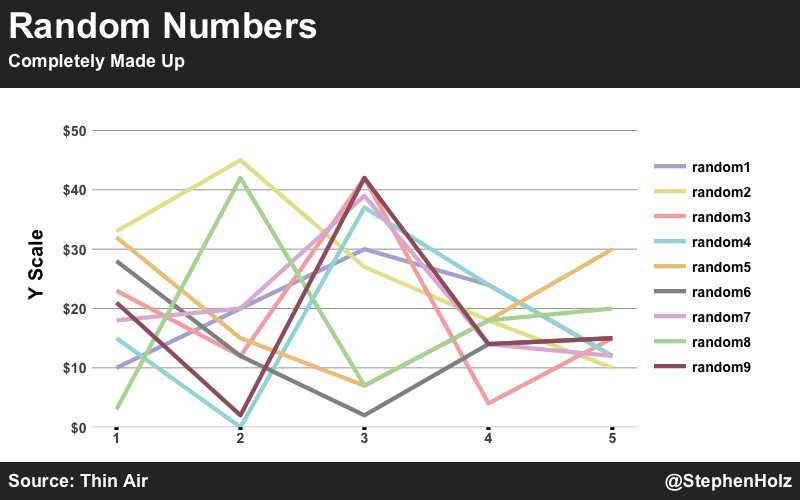 Random Numbers
Completely Made Up
$50
$40
$30
$20
$10
$0
Y Scale
1 2 3 4 5
random1
random2
random3
random4
random5
random6
random7
random8
random9
Source: Thin Air
@StephenHolz